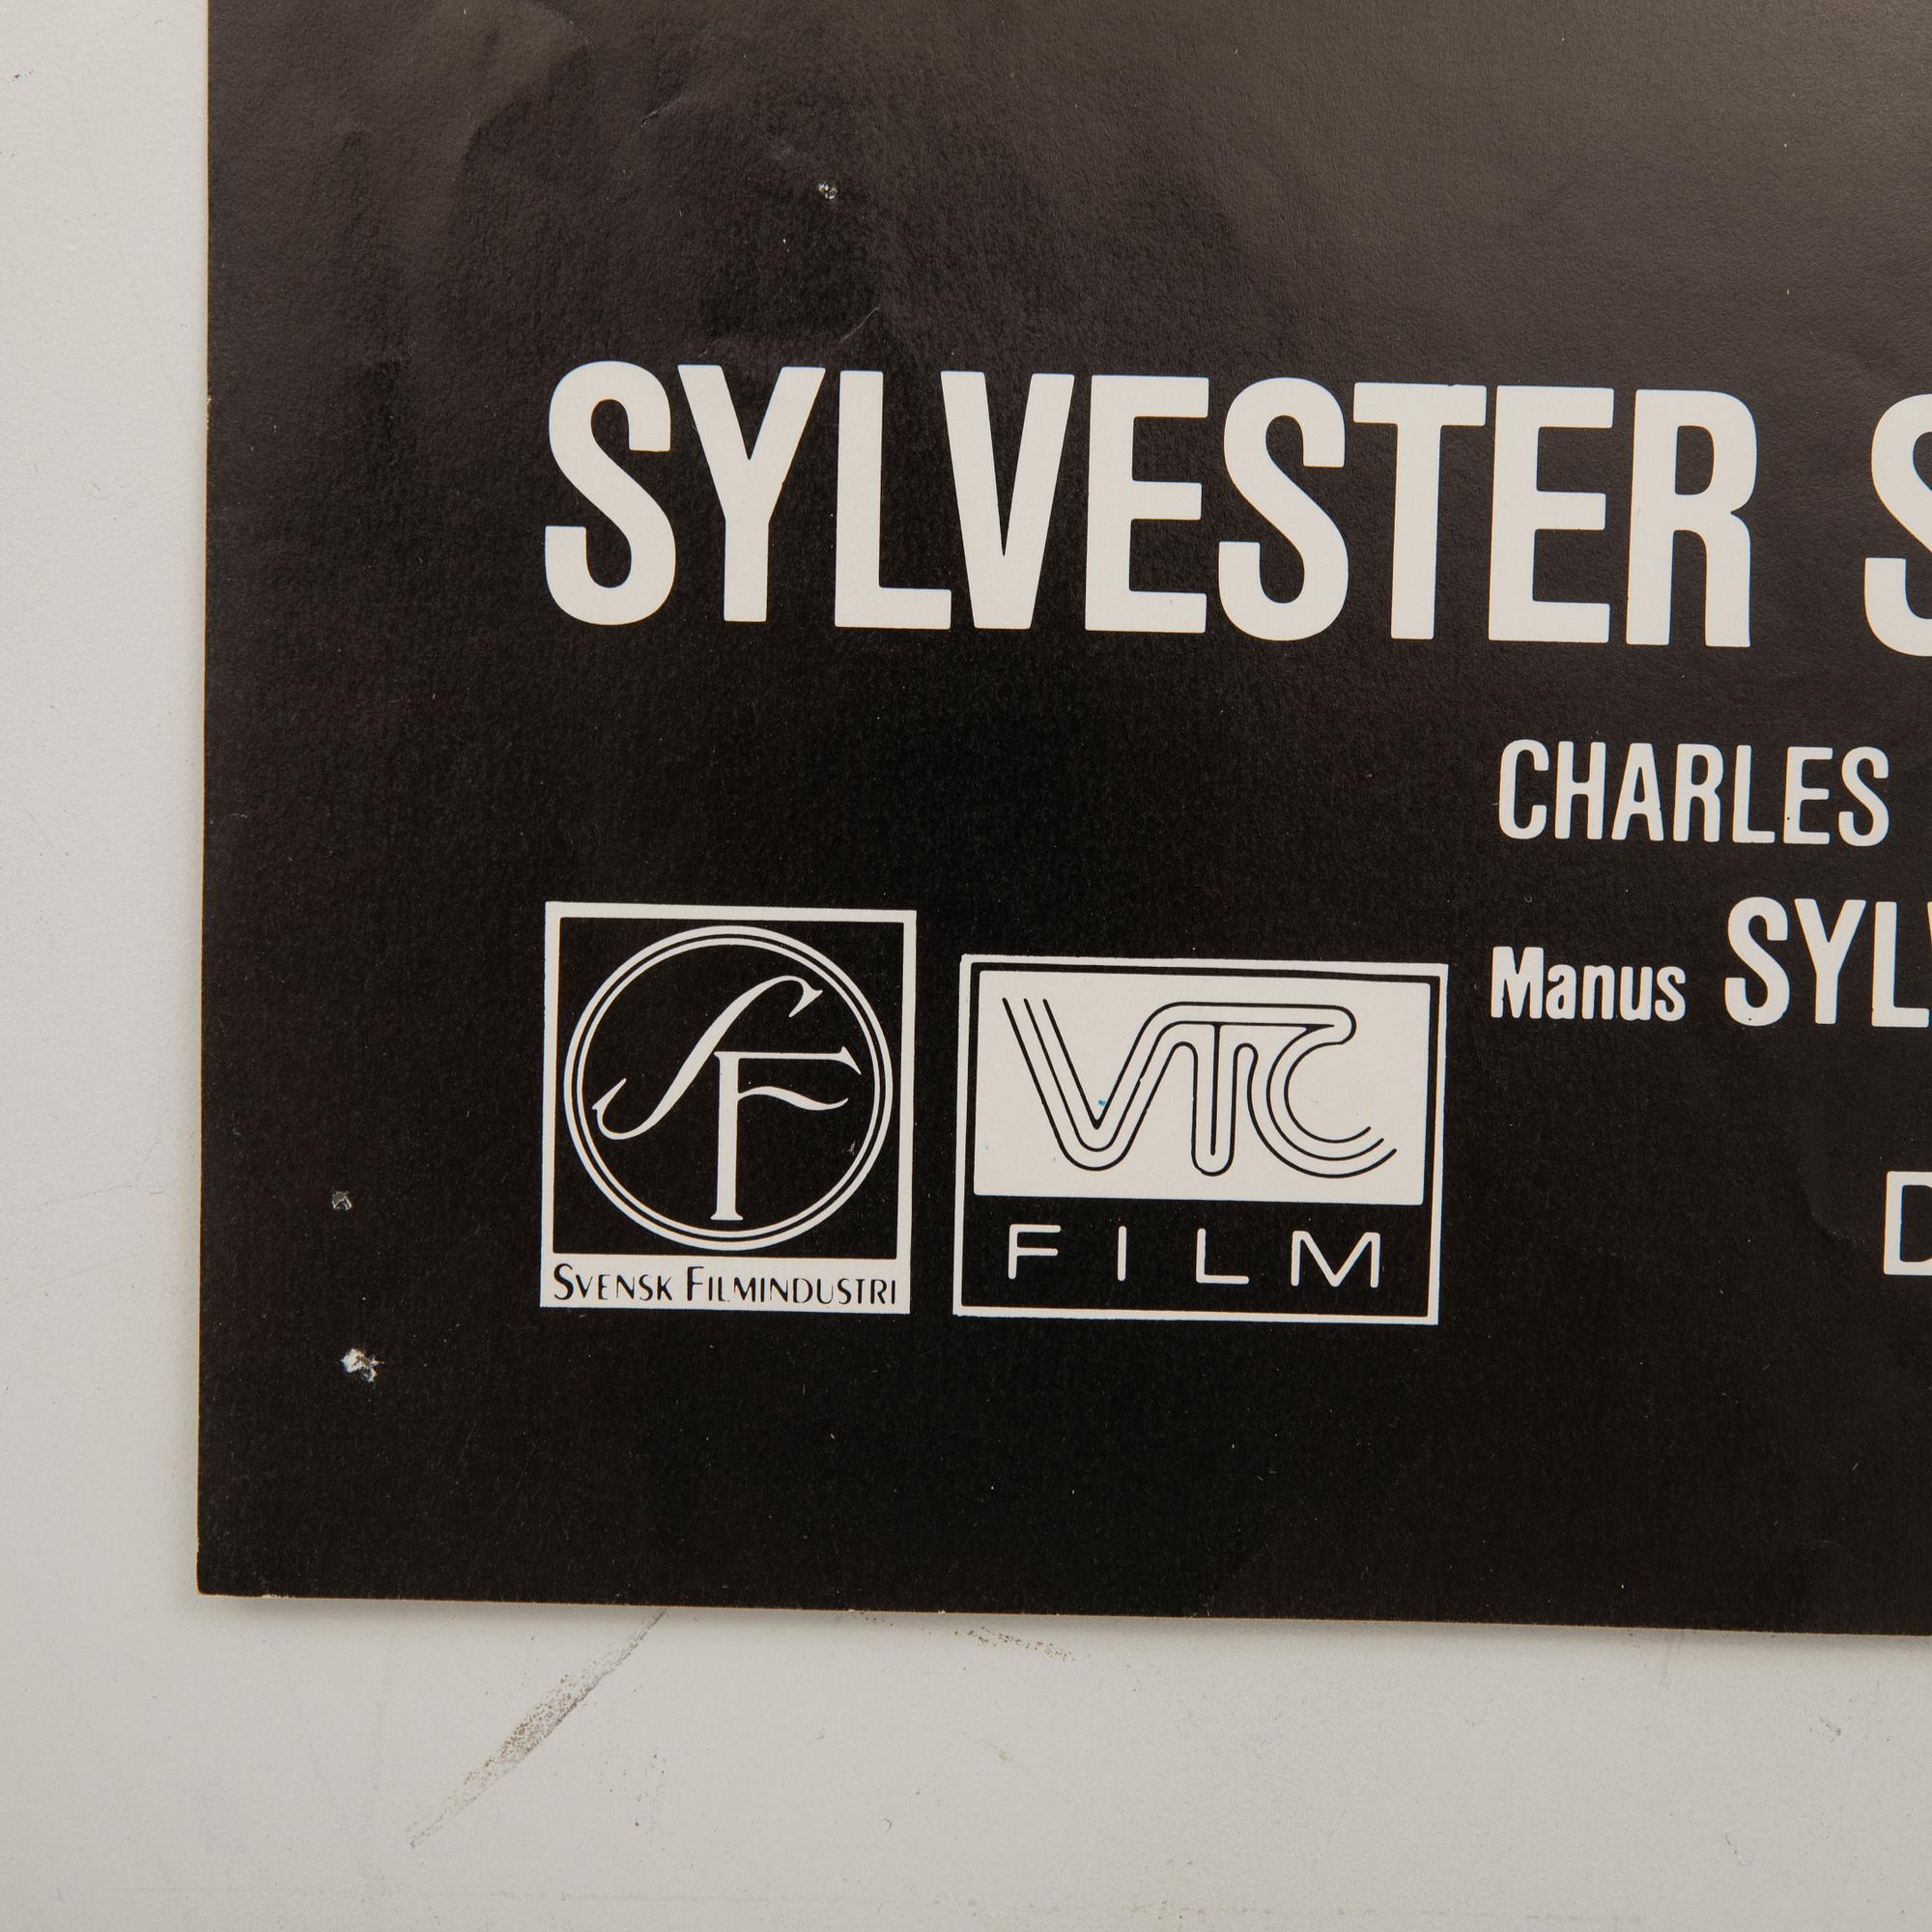 SYLVESTER S
CHARLES
Manus SYL
SF
SVENSK FILMINDUSTRI
VTC
FILM
D